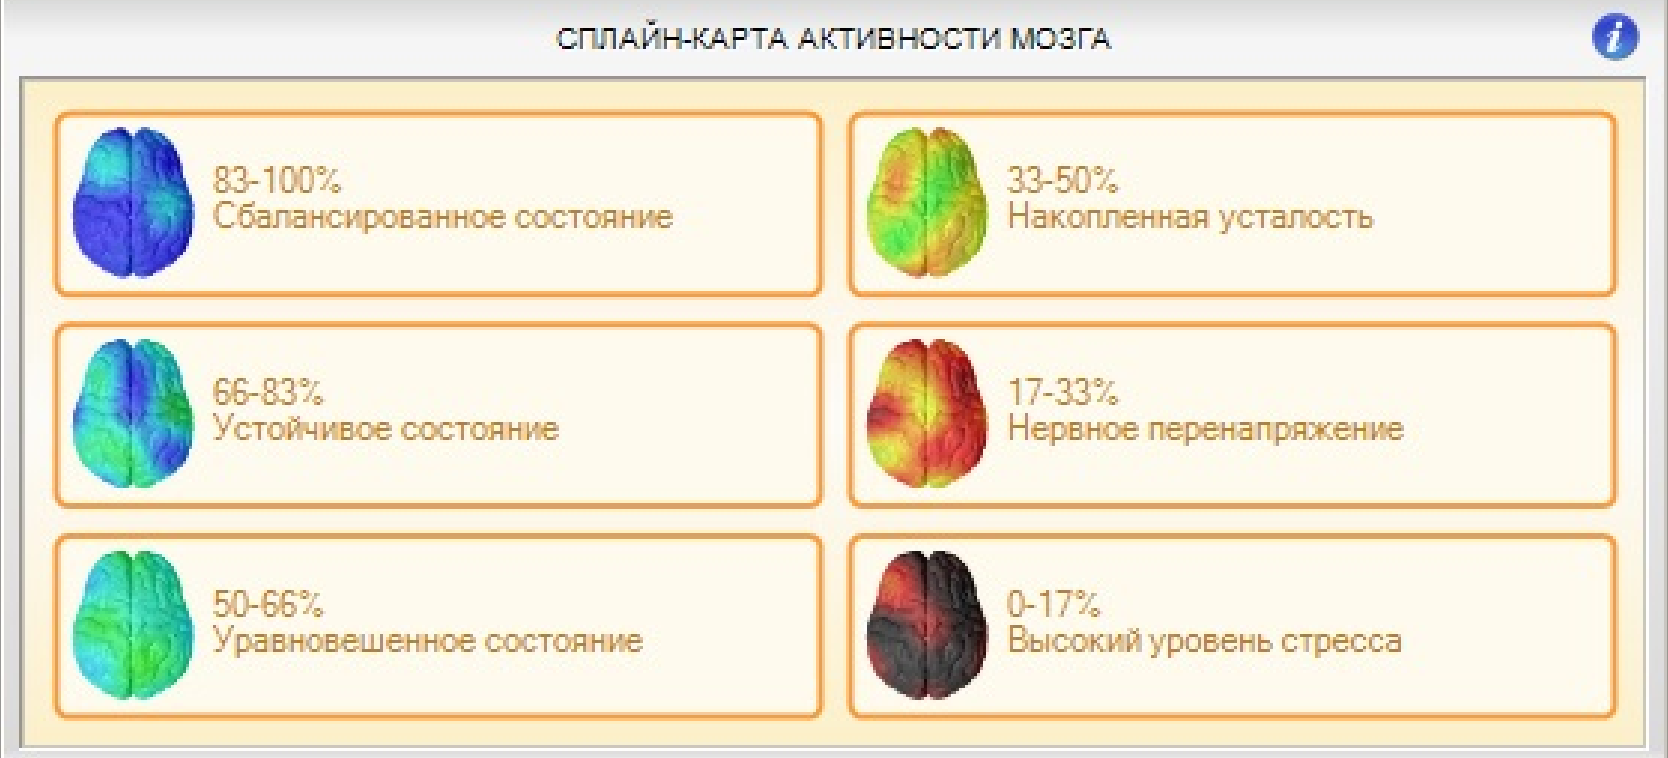 СПЛАЙН-КАРТА АКТИВНОСТИ МОЗГА
i
83-100%
Сбалансированное состояние
33-50%
Накопленная усталость
66-83%
Устойчивое состояние
17-33%
Нервное перенапряжение
50-66%
Уравновешенное состояние
0-17%
Высокий уровень стресса